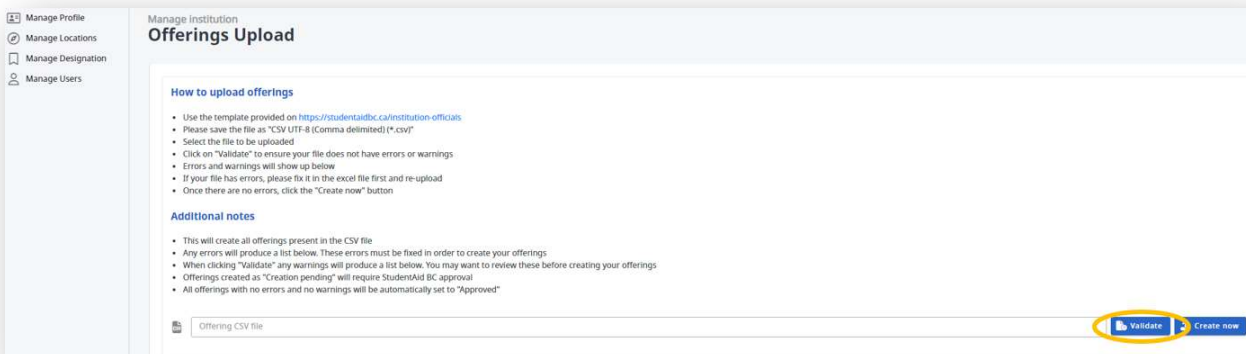 Manage Profile
Manage Locations
Manage Designation
Manage Users
Manage institution
Offerings Upload
How to upload offerings
• Use the template provided on https://studentaidbc.ca/institution-officials
• Please save the file as "CSV UTF-8 (Comma delimited) (*.csv)"
• Select the file to be uploaded
• Click on "Validate" to ensure your file does not have errors or warnings
• Errors and warnings will show up below
• If your file has errors, please fix it in the excel file first and re-upload
• Once there are no errors, click the "Create now" button
Additional notes
• This will create all offerings present in the CSV file
• Any errors will produce a list below. These errors must be fixed in order to create your offerings
• When clicking "Validate" any warnings will produce a list below. You may want to review these before creating your offerings
• Offerings created as "Creation pending" will require StudentAid BC approval
• All offerings with no errors and no warnings will be automatically set to "Approved"
Offering CSV file
Validate
Create now